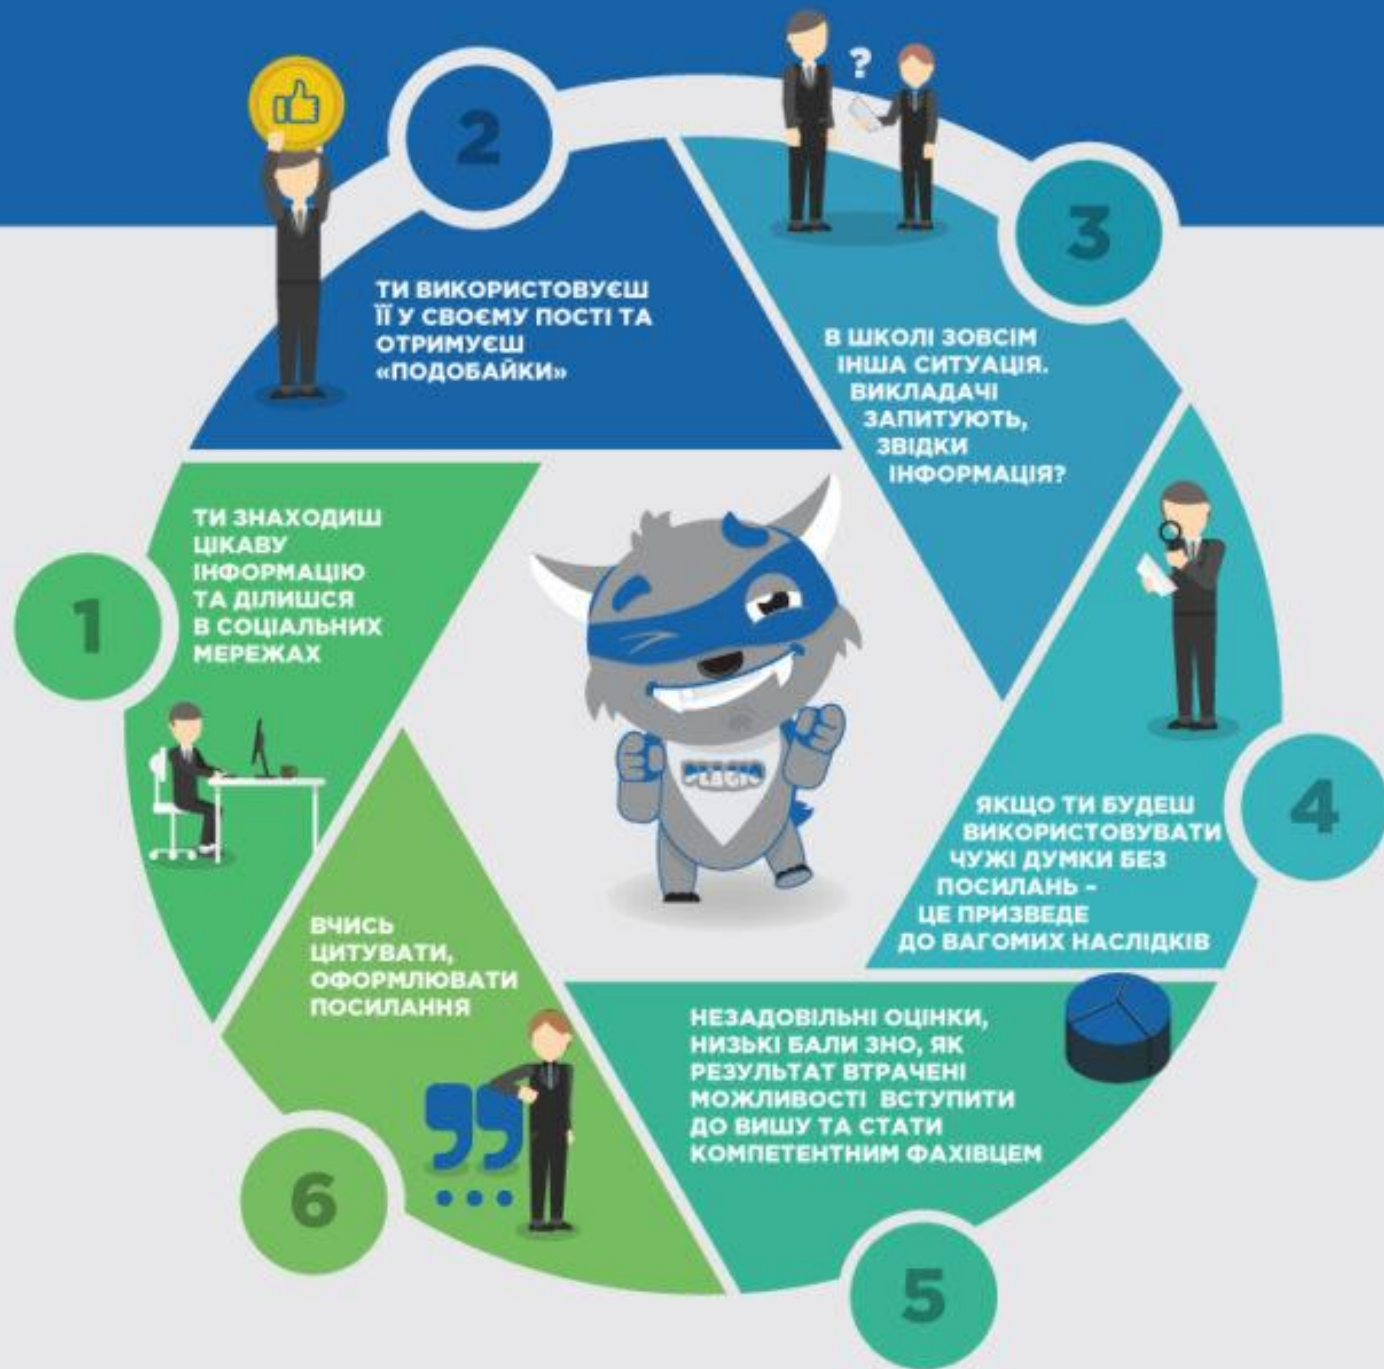 1
ТИ ЗНАХОДИШ
ЦІКАВУ
ІНФОРМАЦІЮ
ТА ДІЛИШСЯ
В СОЦІАЛЬНИХ
МЕРЕЖАХ
2
ТИ ВИКОРИСТОВУЄШ
ЇЇ У СВОЄМУ ПОСТІ ТА
ОТРИМУЄШ
«ПОДОБАЙКИ»
?
3
В ШКОЛІ ЗОВСІМ
ІНША СИТУАЦІЯ.
ВИКЛАДАЧІ
ЗАПИТУЮТЬ,
ЗВІДКИ
ІНФОРМАЦІЯ?
4
ЯКЩО ТИ БУДЕШ
ВИКОРИСТОВУВАТИ
ЧУЖІ ДУМКИ БЕЗ
ПОСИЛАНЬ –
ЦЕ ПРИЗВЕДЕ
ДО ВАГОМИХ НАСЛІДКІВ
5
НЕЗАДОВІЛЬНІ ОЦІНКИ,
НИЗЬКІ БАЛИ ЗНО, ЯК
РЕЗУЛЬТАТ ВТРАЧЕНІ
МОЖЛИВОСТІ ВСТУПИТИ
ДО ВИШУ ТА СТАТИ
КОМПЕТЕНТНИМ ФАХІВЦЕМ
6
ВЧИСЬ
ЦИТУВАТИ,
ОФОРМЛЮВАТИ
ПОСИЛАННЯ